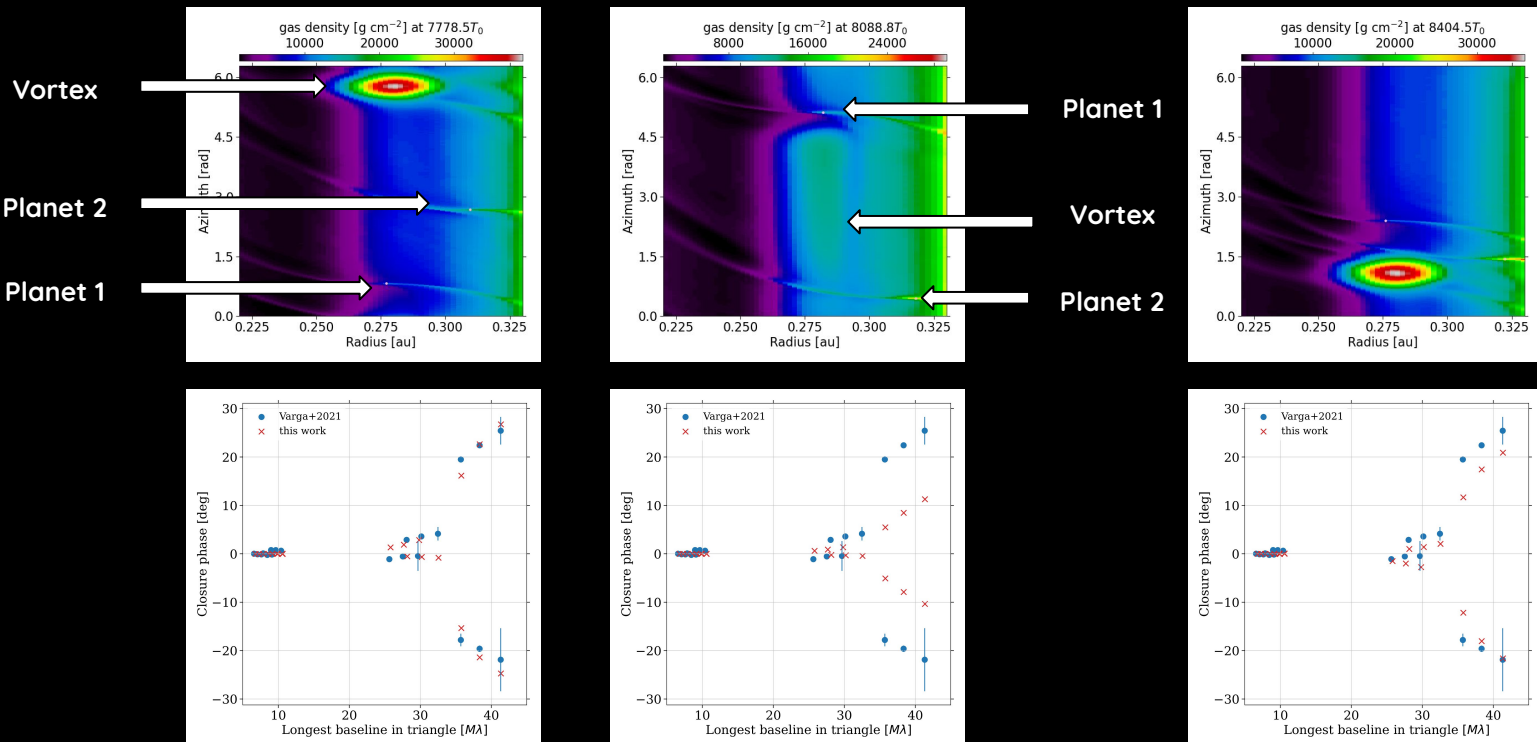 gas density [g cm⁻²] at 7778.5T₀
10000 20000 30000
Vortex
Planet 2
Planet 1
6.0
4.5
3.0
1.5
0.0
Azimuth [rad]
0.225 0.250 0.275 0.300 0.325
Radius [au]
gas density [g cm⁻²] at 8088.8T₀
8000 16000 24000
6.0
4.5
3.0
1.5
0.0
Azimuth [rad]
0.225 0.250 0.275 0.300 0.325
Radius [au]
Planet 1
Vortex
Planet 2
gas density [g cm⁻²] at 8404.5T₀
10000 20000 30000
6.0
4.5
3.0
1.5
0.0
Azimuth [rad]
0.225 0.250 0.275 0.300 0.325
Radius [au]
Varga+2021
this work
30
20
10
0
−10
−20
−30
Closure phase [deg]
10 20 30 40
Longest baseline in triangle [Mλ]
Varga+2021
this work
30
20
10
0
−10
−20
−30
Closure phase [deg]
10 20 30 40
Longest baseline in triangle [Mλ]
Varga+2021
this work
30
20
10
0
−10
−20
−30
Closure phase [deg]
10 20 30 40
Longest baseline in triangle [Mλ]